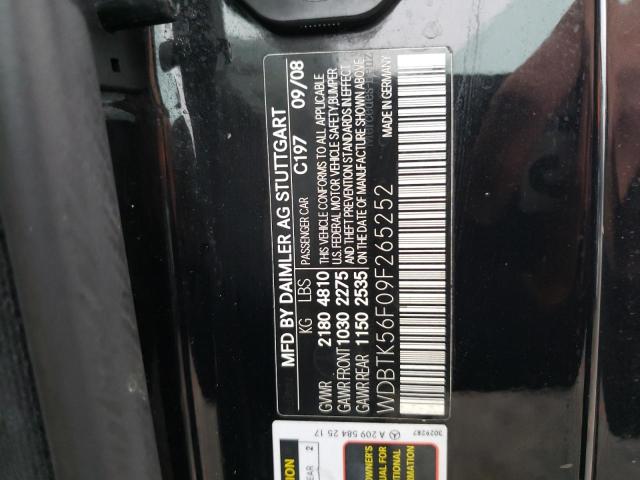 MFD BY DAIMLER AG STUTTGART
KG LBS PASSENGER CAR C197 09/08
GVWR 2180 4810 THIS VEHICLE CONFORMS TO ALL APPLICABLE
GAWR FRONT 1030 2275 U.S. FEDERAL MOTOR VEHICLE SAFETY, BUMPER
AND THEFT PREVENTION STANDARDS IN EFFECT
GAWR REAR 1150 2535 ON THE DATE OF MANUFACTURE SHOWN ABOVE
MADE IN GERMANY
WDBTK56F09F265252
A 209 584 25 17
3029287